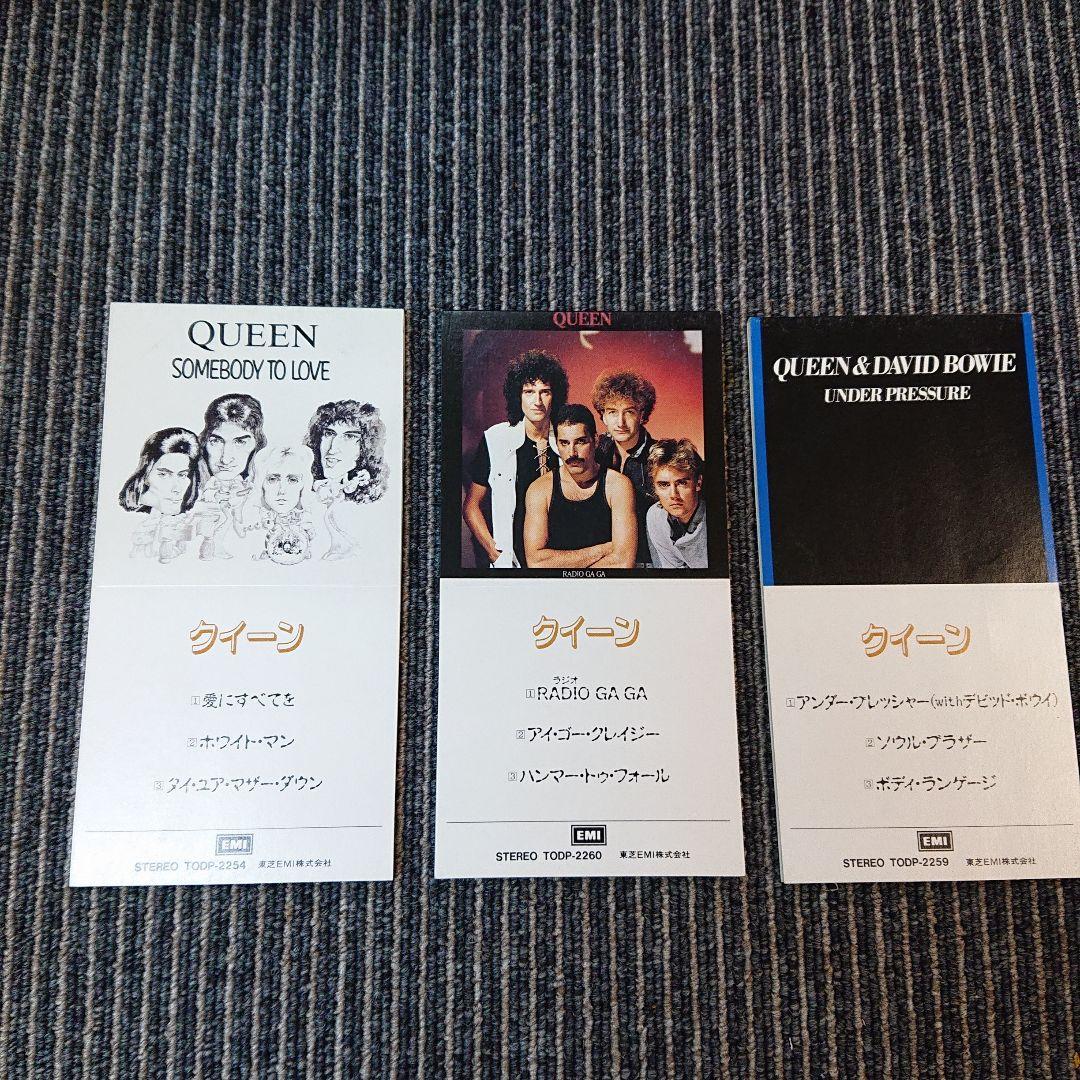 QUEEN
SOMEBODY TO LOVE
クイーン
1 愛にすべてを
2 ホワイト・マン
3 タイ・ユア・マザー・ダウン
EMI
STEREO TODP-2254 東芝EMI株式会社
QUEEN
RADIO GA GA
クイーン
ラジオ
1 RADIO GA GA
2 アイ・ゴー・クレイジー
3 ハンマー・トゥ・フォール
EMI
STEREO TODP-2260 東芝EMI株式会社
QUEEN & DAVID BOWIE
UNDER PRESSURE
クイーン
1 アンダー・プレッシャー(withデビッド・ボウイ)
2 ソウル・ブラザー
3 ボディ・ランゲージ
EMI
STEREO TODP-2259 東芝EMI株式会社